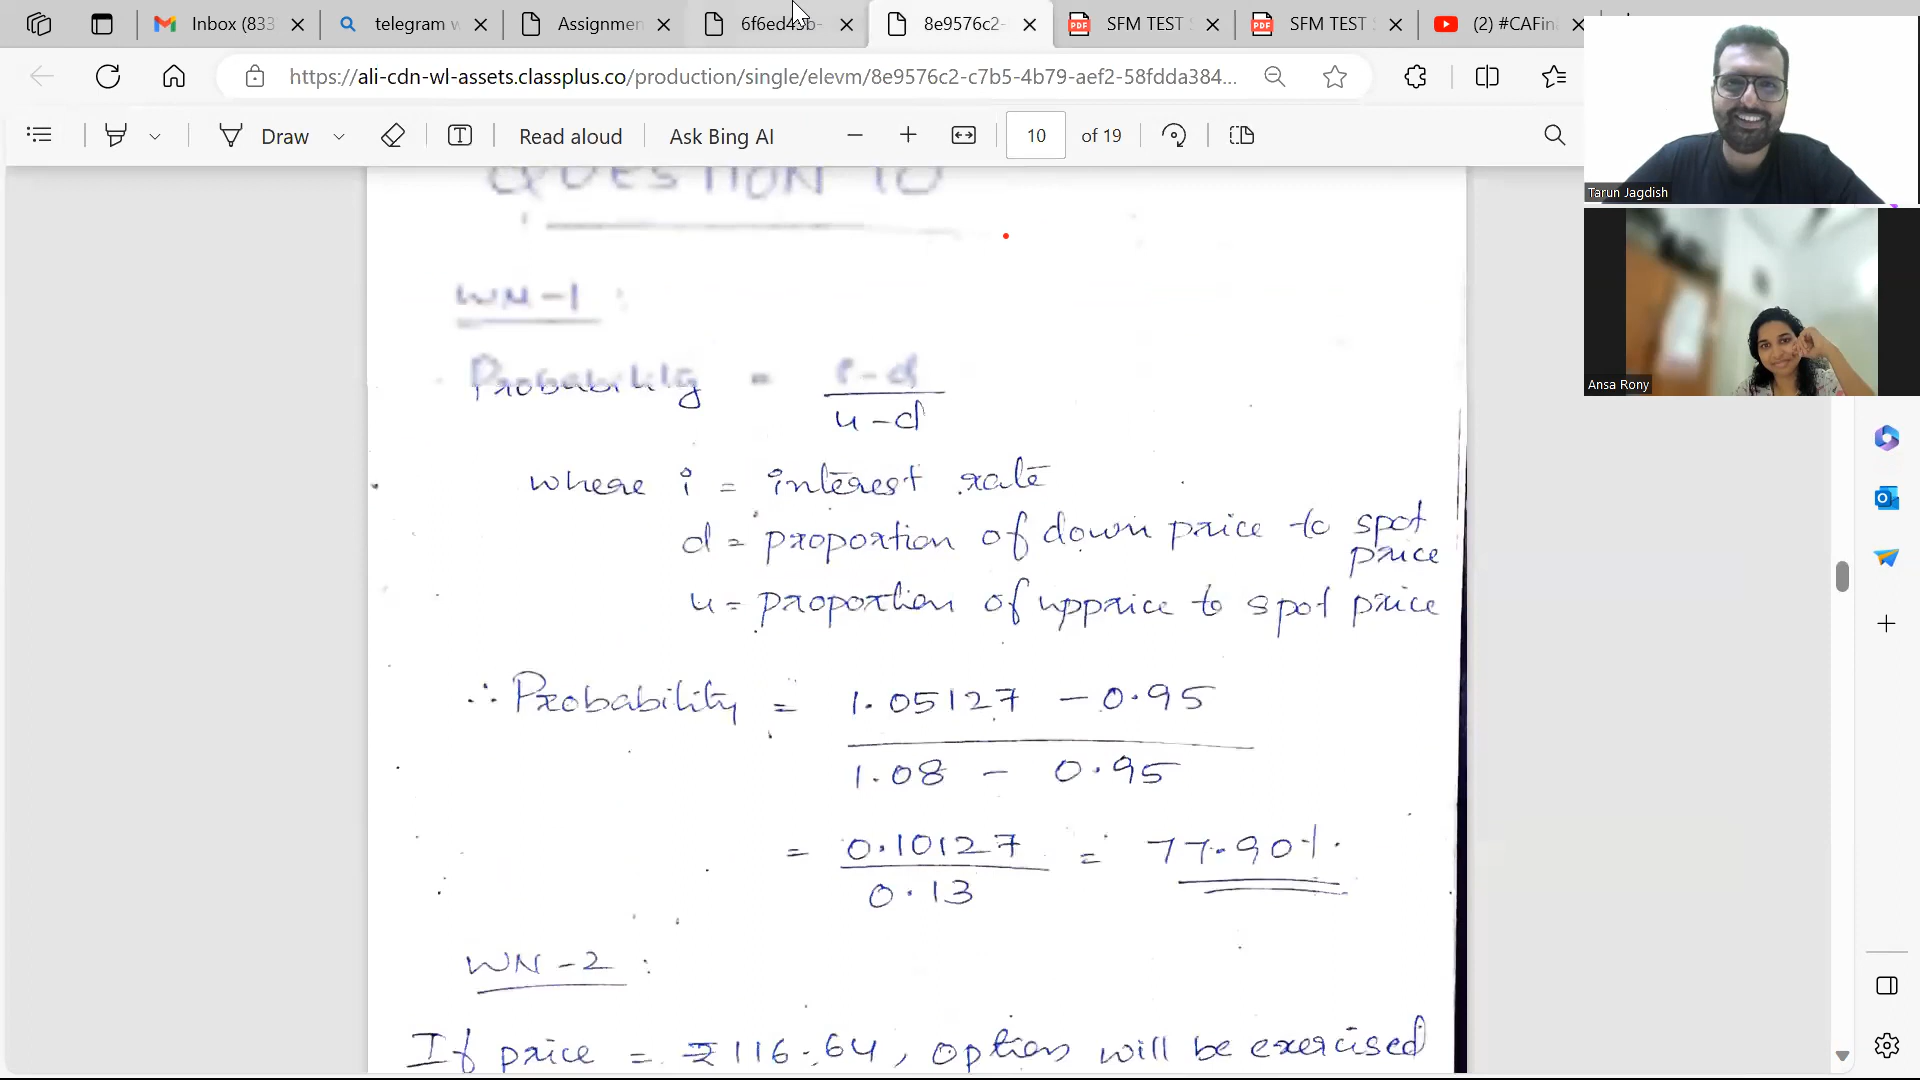 Inbox (833
telegram w
Assignmen
6f6ed45b-
8e9576c2-
SFM TEST
SFM TEST
(2) #CAFina
https://ali-cdn-wl-assets.classplus.co/production/single/elevm/8e9576c2-c7b5-4b79-aef2-58fdda384...
Draw
Read aloud
Ask Bing AI
10 of 19
Tarun Jagdish
Ansa Rony
QUESTION 10
WN-1 :
Probability = i-d
u-d
where i = interest rate
d = proportion of down price to spot price
u = proportion of upprice to spot price
∴ Probability = 1.05127 - 0.95
1.08 - 0.95
= 0.10127 = 77.90%.
0.13
WN-2 :
If price = ₹116.64, option will be exercised